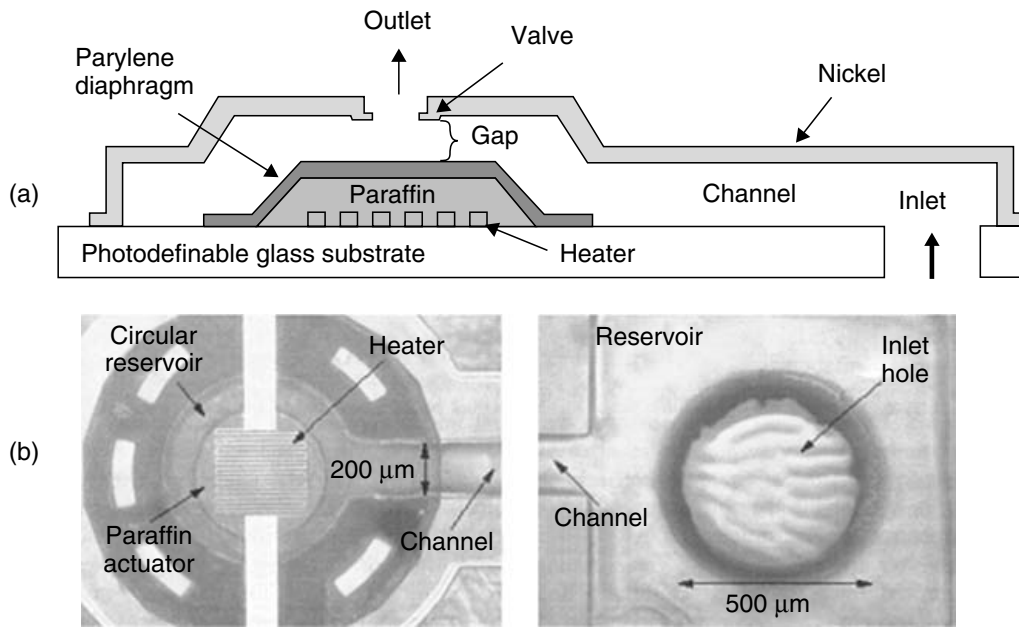 Outlet
Valve
Parylene
diaphragm
Nickel
Gap
(a)
Paraffin
Channel
Inlet
Photodefinable glass substrate
Heater
Circular
reservoir
Heater
Reservoir
Inlet
hole
(b)
200 μm
Paraffin
actuator
Channel
Channel
500 μm